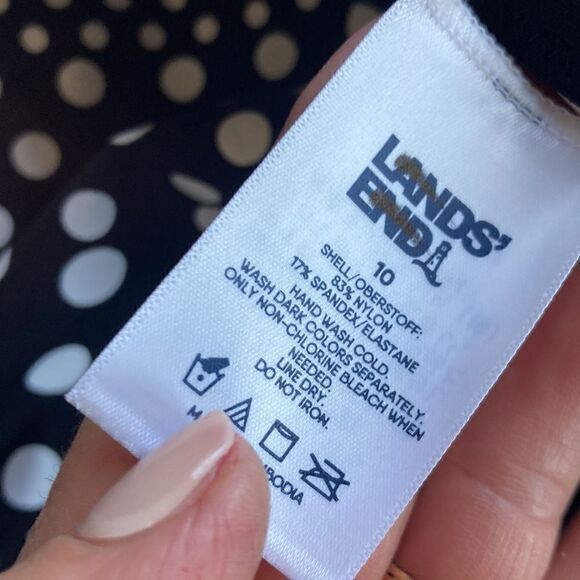 LANDS'
END
10
SHELL/OBERSTOFF:
83% NYLON
17% SPANDEX/ELASTANE
HAND WASH COLD.
WASH DARK COLORS SEPARATELY.
ONLY NON-CHLORINE BLEACH WHEN
NEEDED.
LINE DRY.
DO NOT IRON.